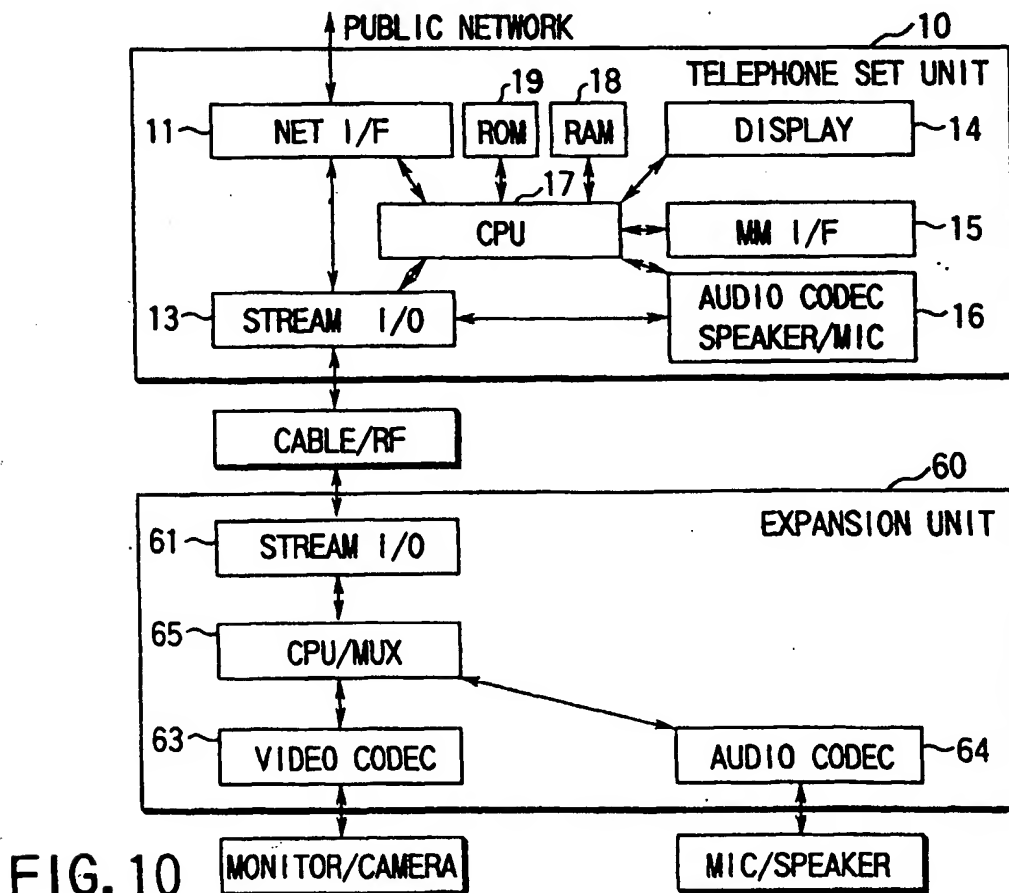 PUBLIC NETWORK
10
TELEPHONE SET UNIT
19
18
11
NET I/F
ROM
RAM
DISPLAY
14
17
CPU
MM I/F
15
13
STREAM I/O
AUDIO CODEC
SPEAKER/MIC
16
CABLE/RF
60
EXPANSION UNIT
61
STREAM I/O
65
CPU/MUX
63
VIDEO CODEC
AUDIO CODEC
64
MONITOR/CAMERA
MIC/SPEAKER
FIG. 10